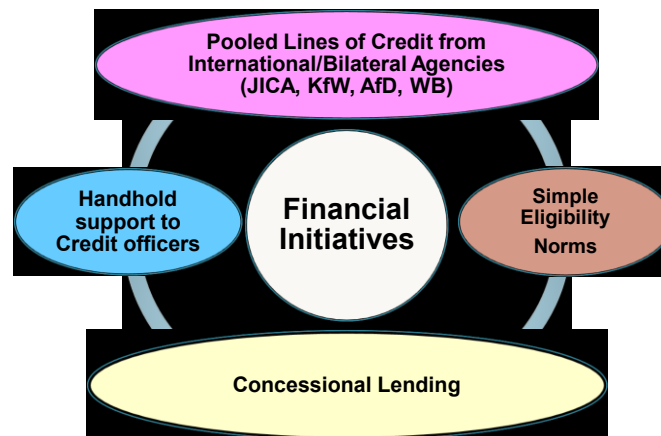 Pooled Lines of Credit from
International/Bilateral Agencies
(JICA, KfW, AfD, WB)
Handhold
support to
Credit officers
Financial
Initiatives
Simple
Eligibility
Norms
Concessional Lending